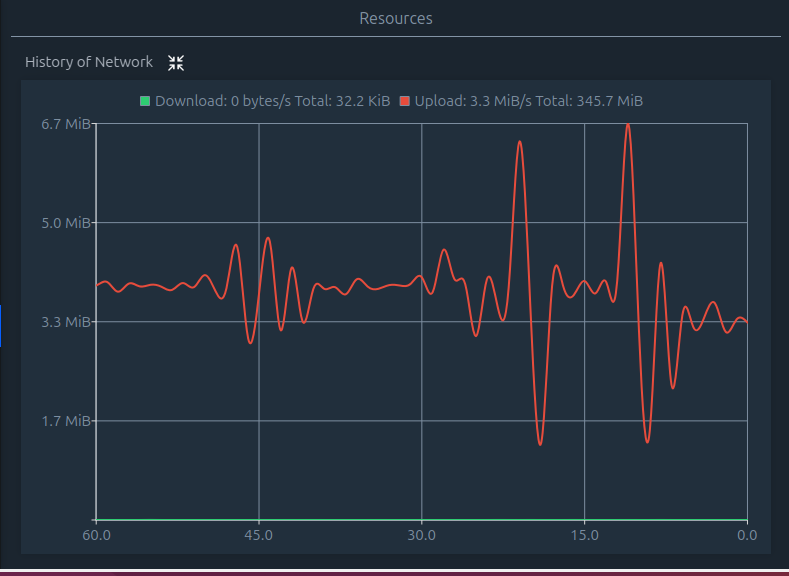 Resources
History of Network
Download: 0 bytes/s Total: 32.2 KiB Upload: 3.3 MiB/s Total: 345.7 MiB
6.7 MiB
5.0 MiB
3.3 MiB
1.7 MiB
60.0 45.0 30.0 15.0 0.0